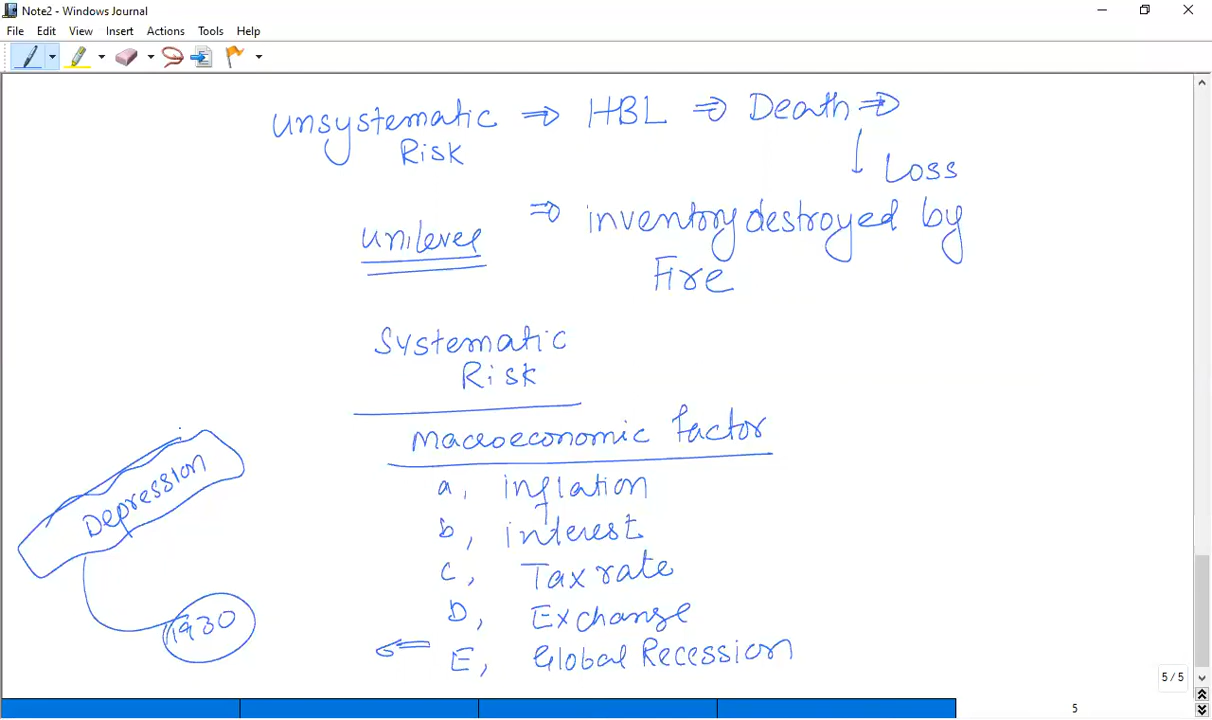 Note2 - Windows Journal
File Edit View Insert Actions Tools Help
unsystematic ⇒ HBL ⇒ Death ⇒
Risk
↓ Loss
⇒ inventory destroyed by
Fire
unilever
Systematic
Risk
Macroeconomic factor
a, inflation
b, interest
c, Tax rate
D, Exchange
⇐ E, Global Recession
Depression
1930
5 / 5
5